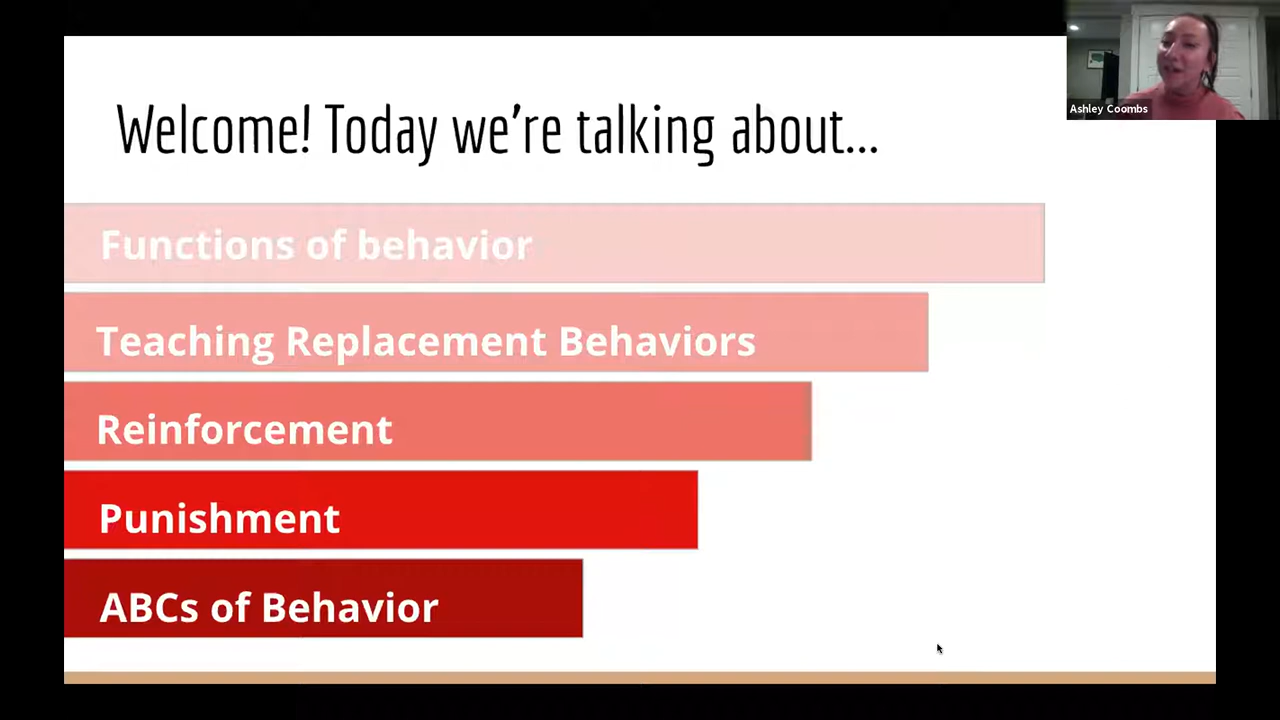 Welcome! Today we're talking about...
Ashley Coombs
Functions of behavior
Teaching Replacement Behaviors
Reinforcement
Punishment
ABCs of Behavior